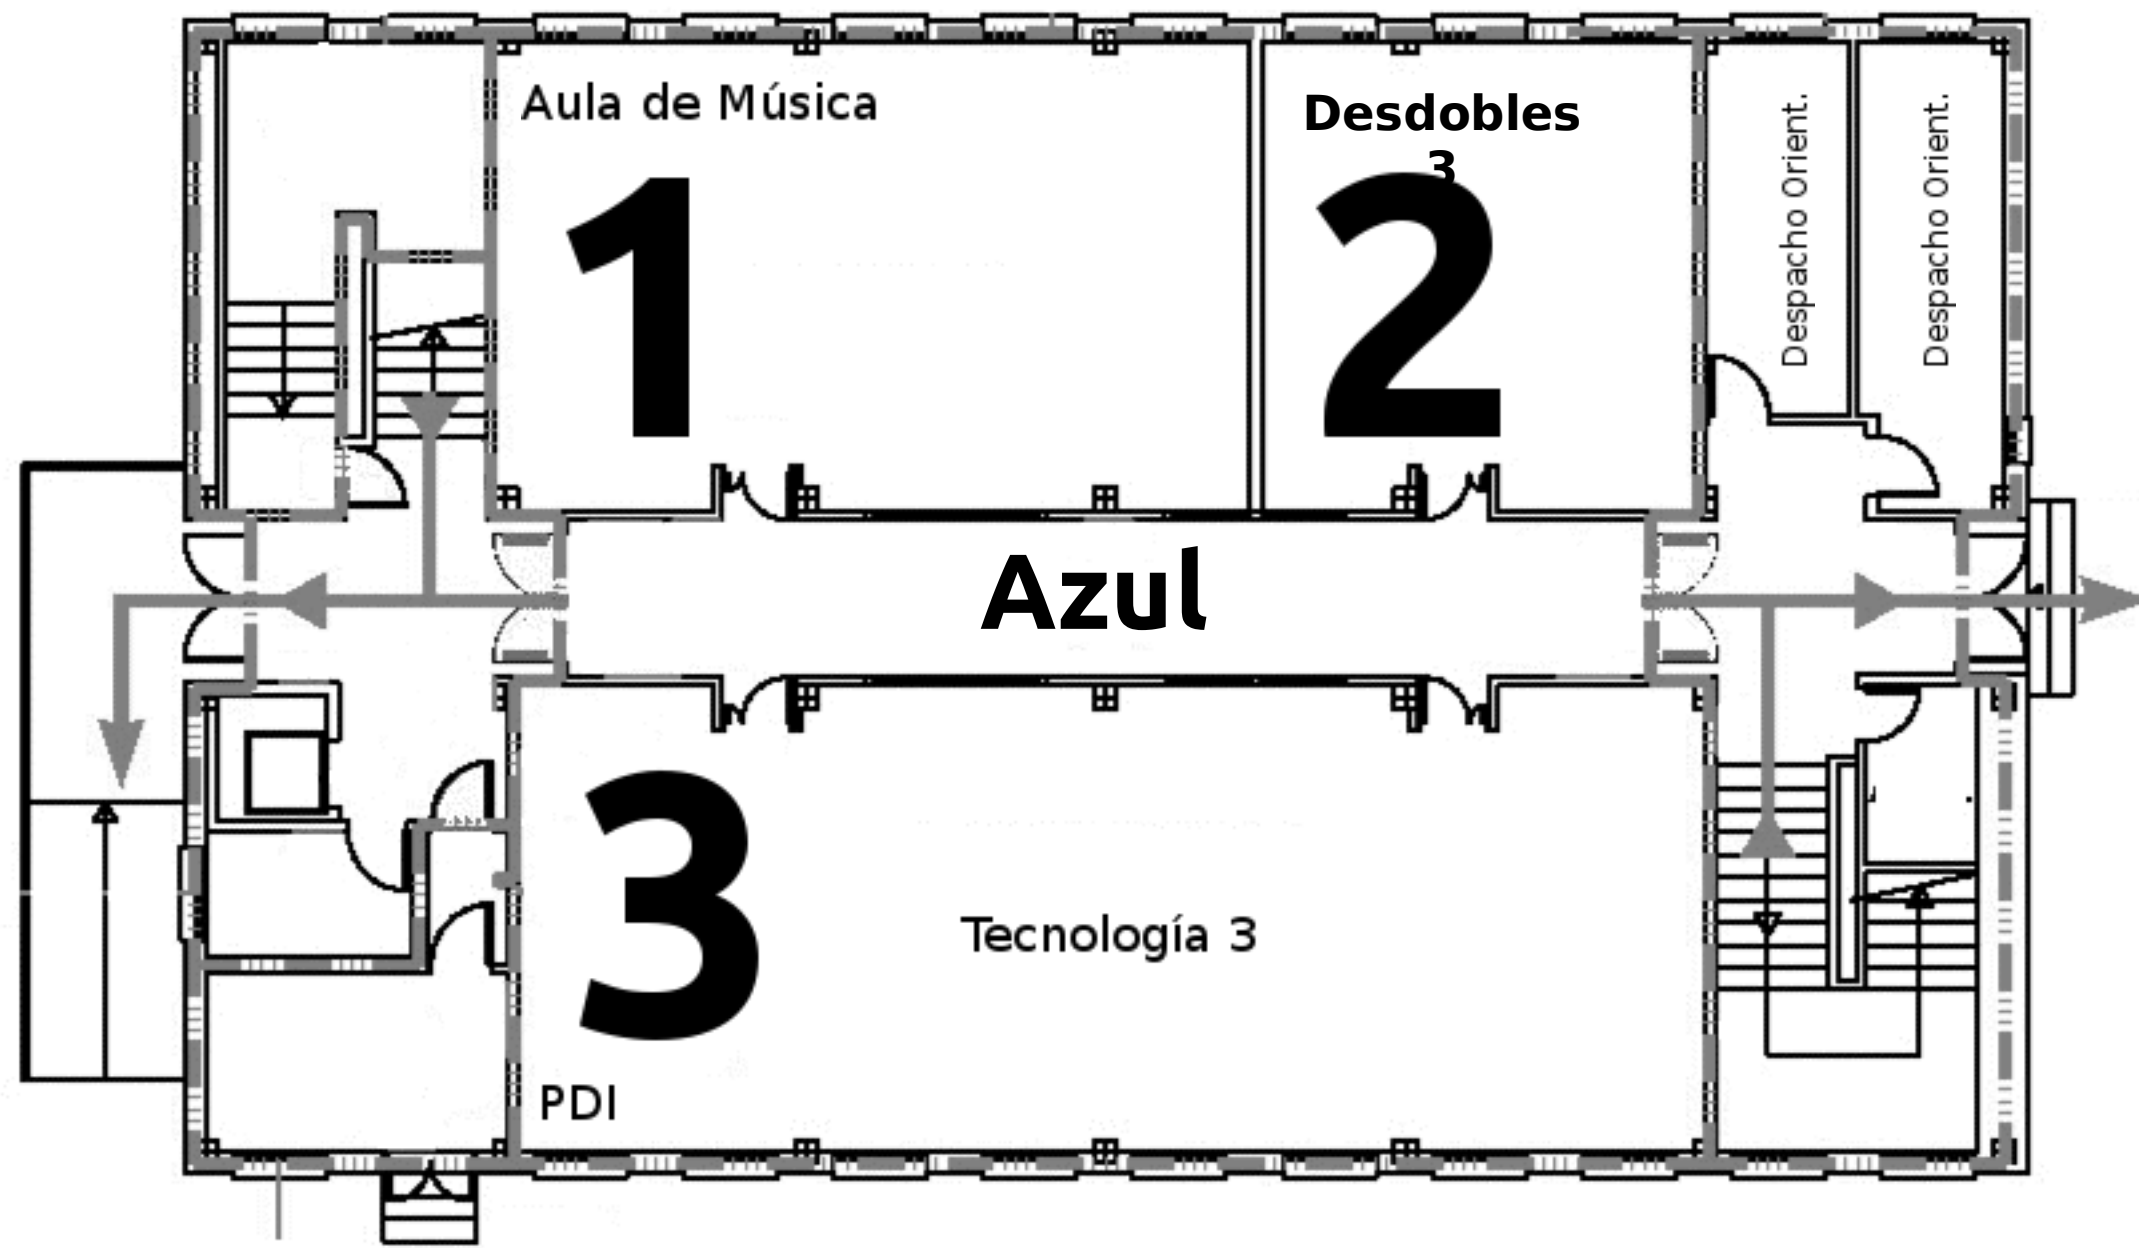 Aula de Música
1
Desdobles
3
2
Despacho Orient.
Despacho Orient.
Azul
3
Tecnología 3
PDI